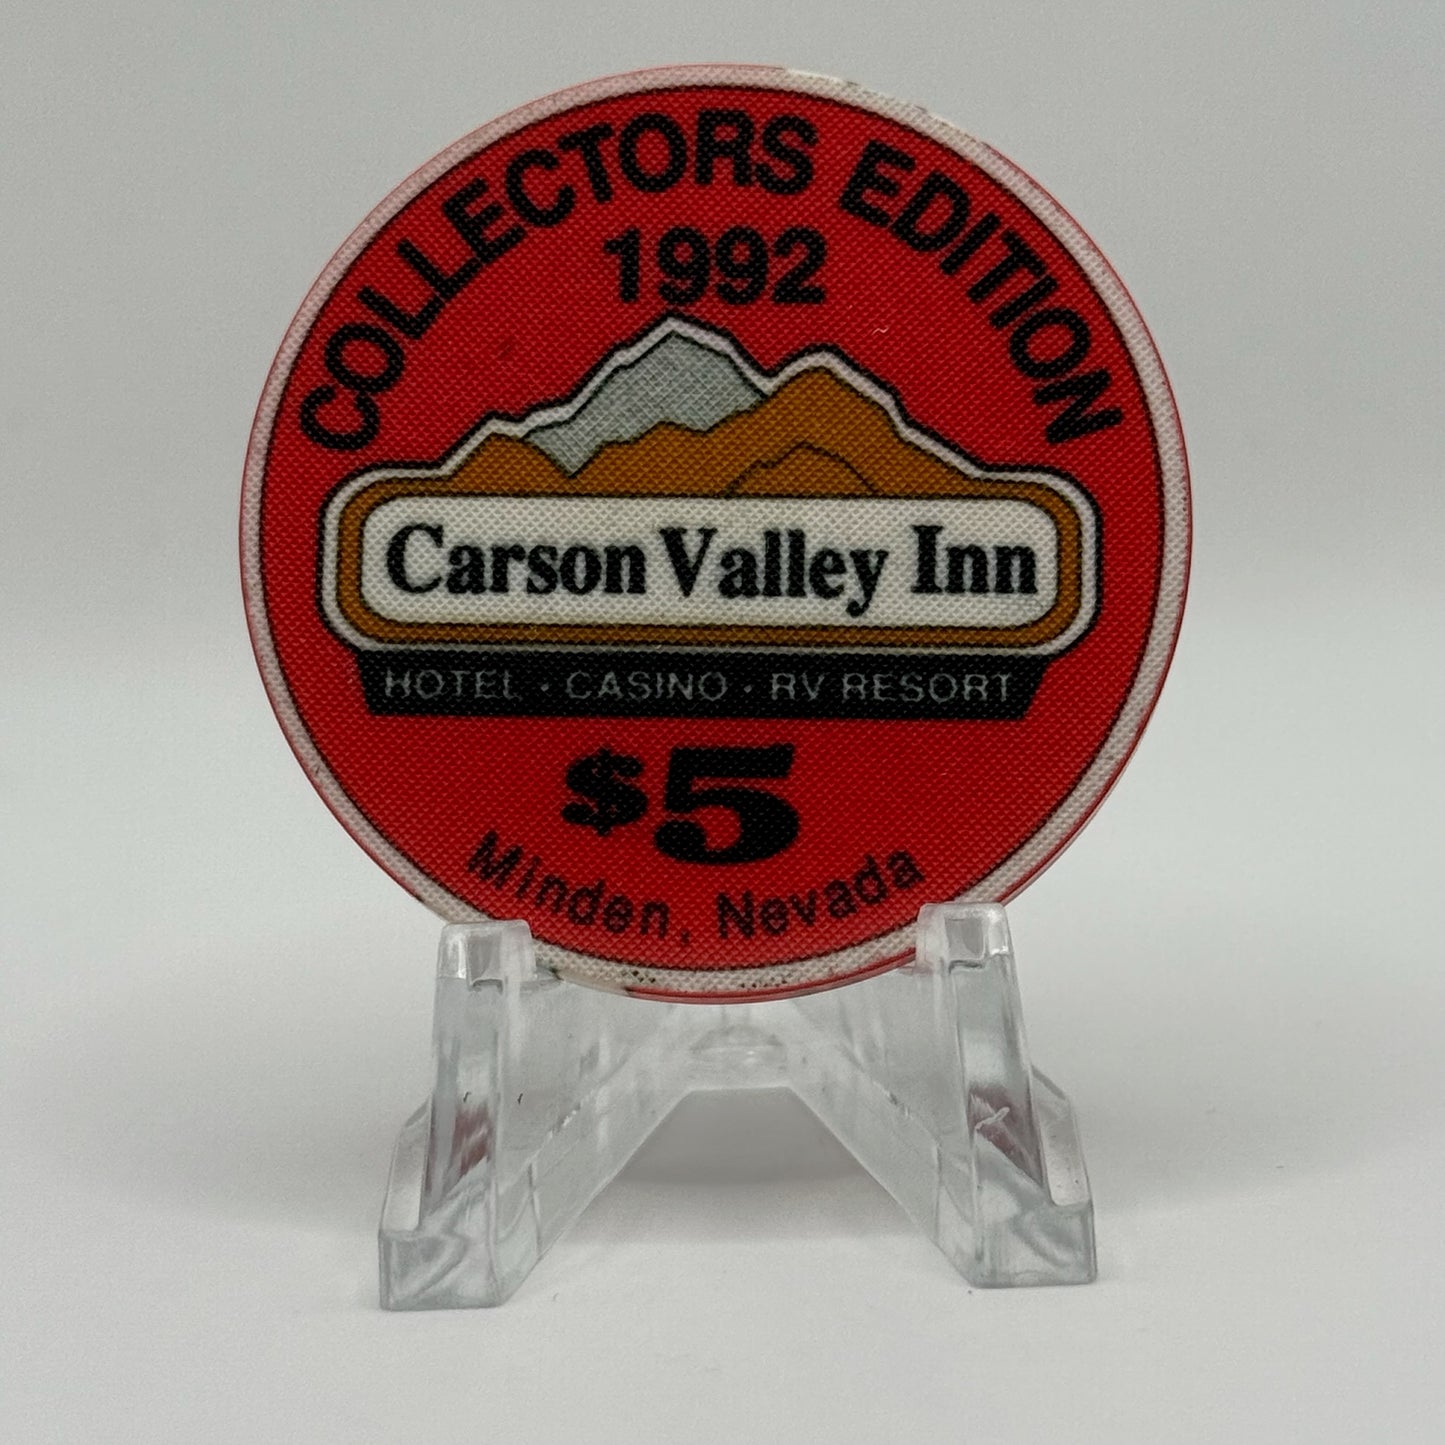 COLLECTORS EDITION
1992
Carson Valley Inn
HOTEL · CASINO · RV RESORT
$5
Minden, Nevada